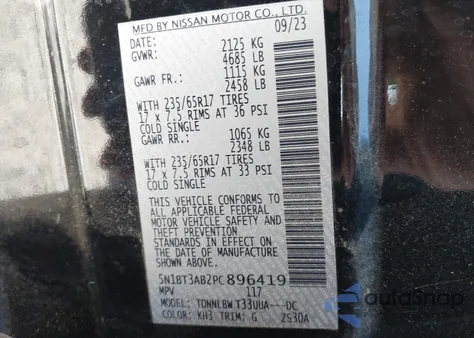 MFD BY NISSAN MOTOR CO., LTD.
DATE: 09/23
GVWR: 2125 KG
4685 LB
GAWR FR.: 1115 KG
2458 LB
WITH 235/65R17 TIRES
17 x 7.5 RIMS AT 36 PSI
COLD SINGLE
GAWR RR.: 1065 KG
2348 LB
WITH 235/65R17 TIRES
17 x 7.5 RIMS AT 33 PSI
COLD SINGLE
THIS VEHICLE CONFORMS TO
ALL APPLICABLE FEDERAL
MOTOR VEHICLE SAFETY AND
THEFT PREVENTION
STANDARDS IN EFFECT ON
THE DATE OF MANUFACTURE
SHOWN ABOVE.
5N1BT3AB2PC896419
MPV 117
MODEL: TDNNLBW T33UUA---DC
COLOR: KH3 TRIM: G 2530A
AutoSnap